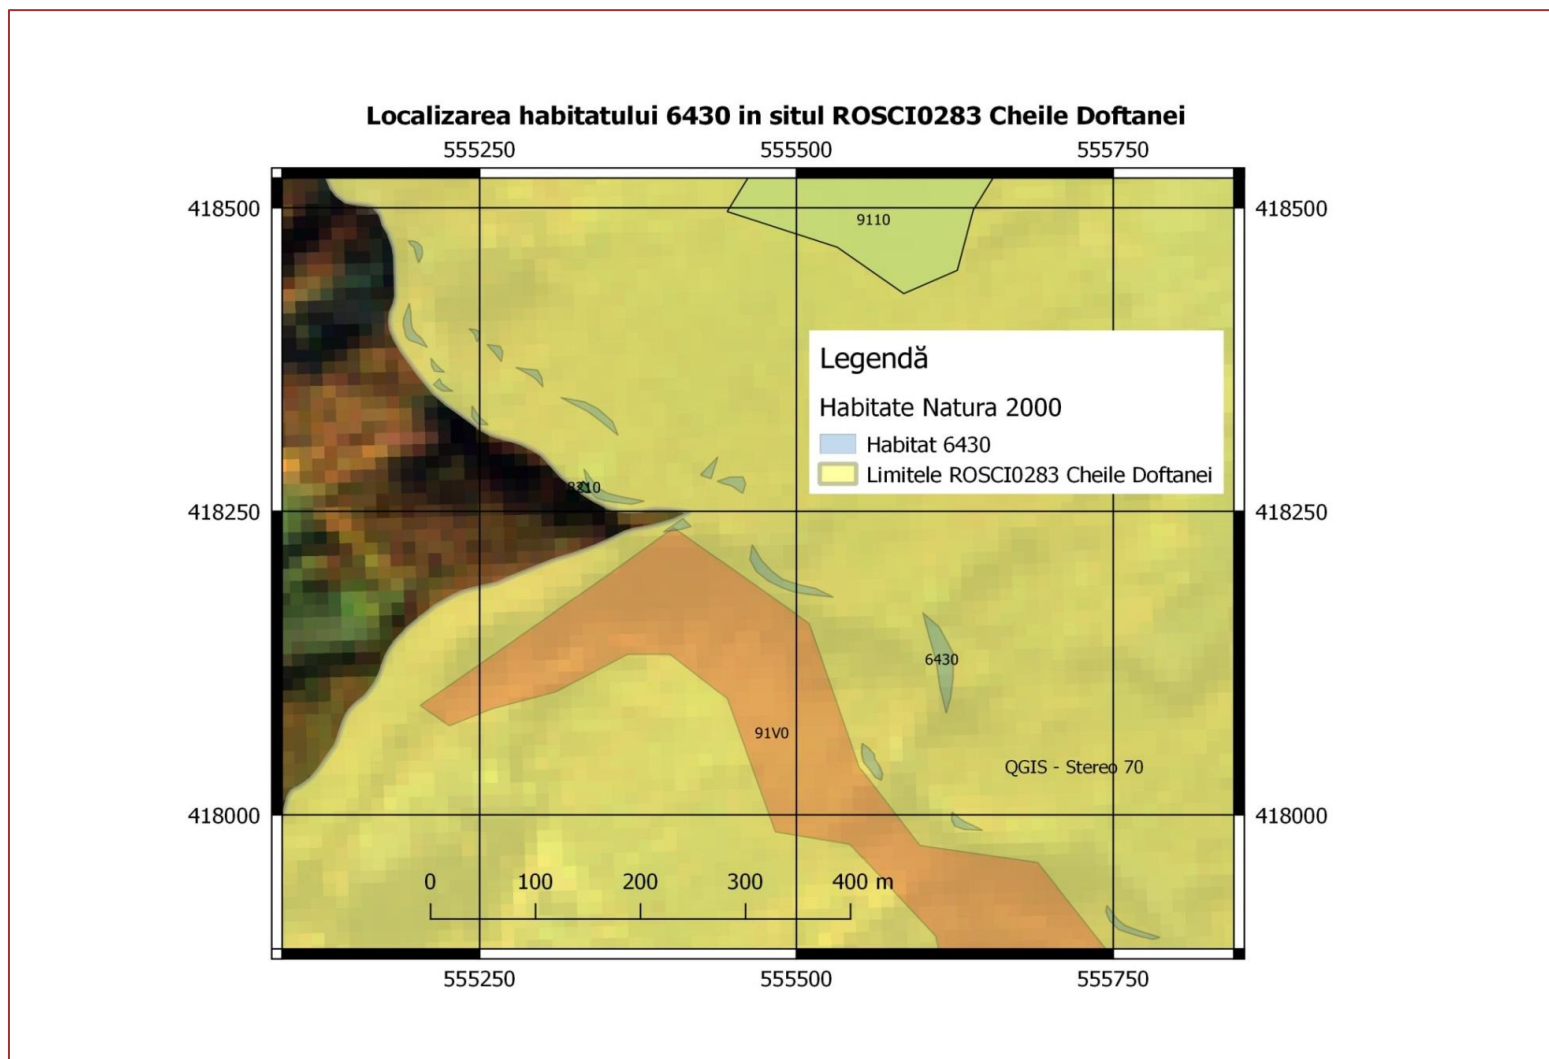 Localizarea habitatului 6430 in situl ROSCI0283 Cheile Doftanei
555250 555500 555750
418500 418500
9110
Legendă
Habitate Natura 2000
Habitat 6430
Limitele ROSCI0283 Cheile Doftanei
8310
418250 418250
6430
91V0
QGIS - Stereo 70
418000 418000
0 100 200 300 400 m
555250 555500 555750